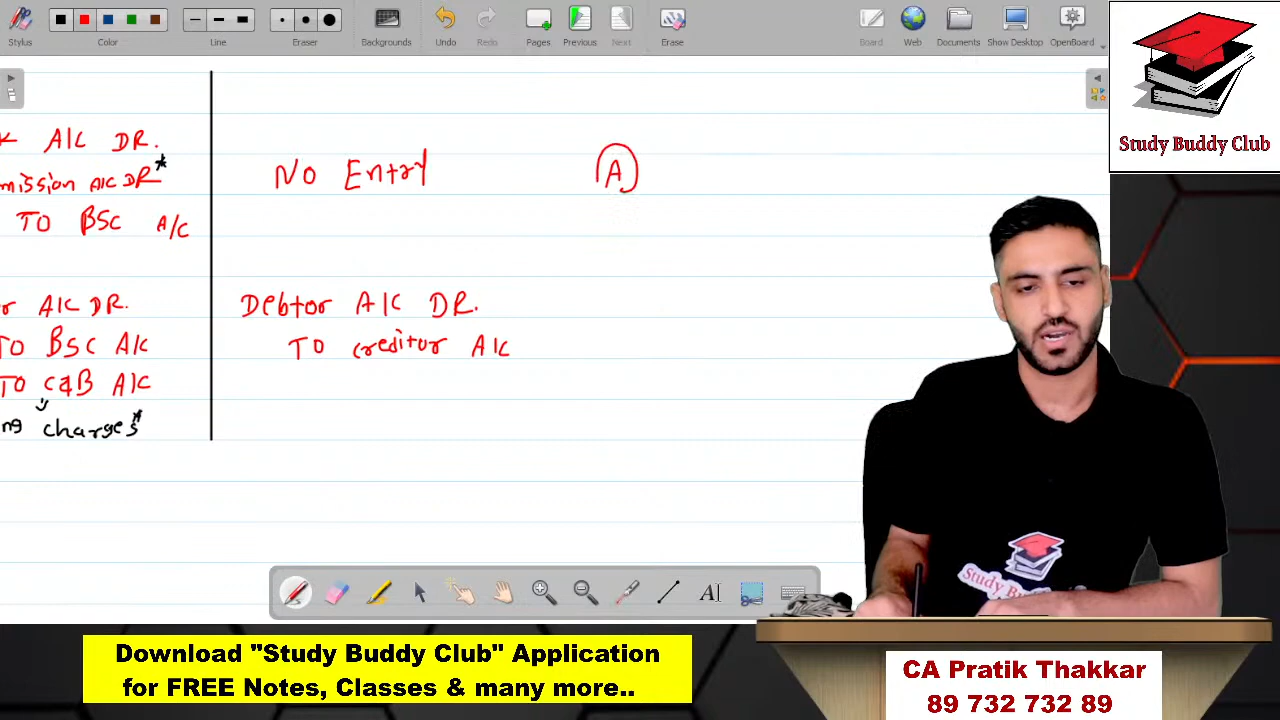 Stylus
Color
Line
Eraser
Backgrounds
Undo
Redo
Pages
Previous
Next
Erase
Board
Web
Documents
Show Desktop
OpenBoard
Study Buddy Club
A/C DR.
mission A/C DR*
TO BSC A/C
A/C DR.
TO BSC A/C
TO C&B A/C
charges*
No Entry
A
Debtor A/C DR.
TO creditor A/C
Study Buddy
Download "Study Buddy Club" Application
for FREE Notes, Classes & many more..
CA Pratik Thakkar
89 732 732 89